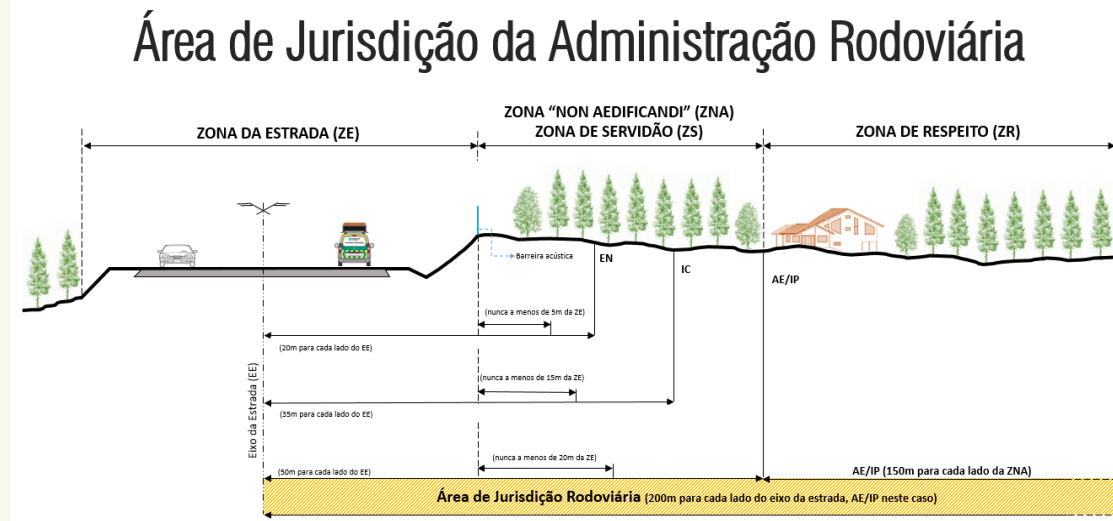 Área de Jurisdição da Administração Rodoviária
ZONA DA ESTRADA (ZE)
ZONA “NON AEDIFICANDI” (ZNA)
ZONA DE SERVIDÃO (ZS)
ZONA DE RESPEITO (ZR)
Barreira acústica
EN
IC
AE/IP
(nunca a menos de 5m da ZE)
(20m para cada lado do EE)
(nunca a menos de 15m da ZE)
(35m para cada lado do EE)
Eixo da Estrada (EE)
(nunca a menos de 20m da ZE)
(50m para cada lado do EE)
AE/IP (150m para cada lado da ZNA)
Área de Jurisdição Rodoviária (200m para cada lado do eixo da estrada, AE/IP neste caso)